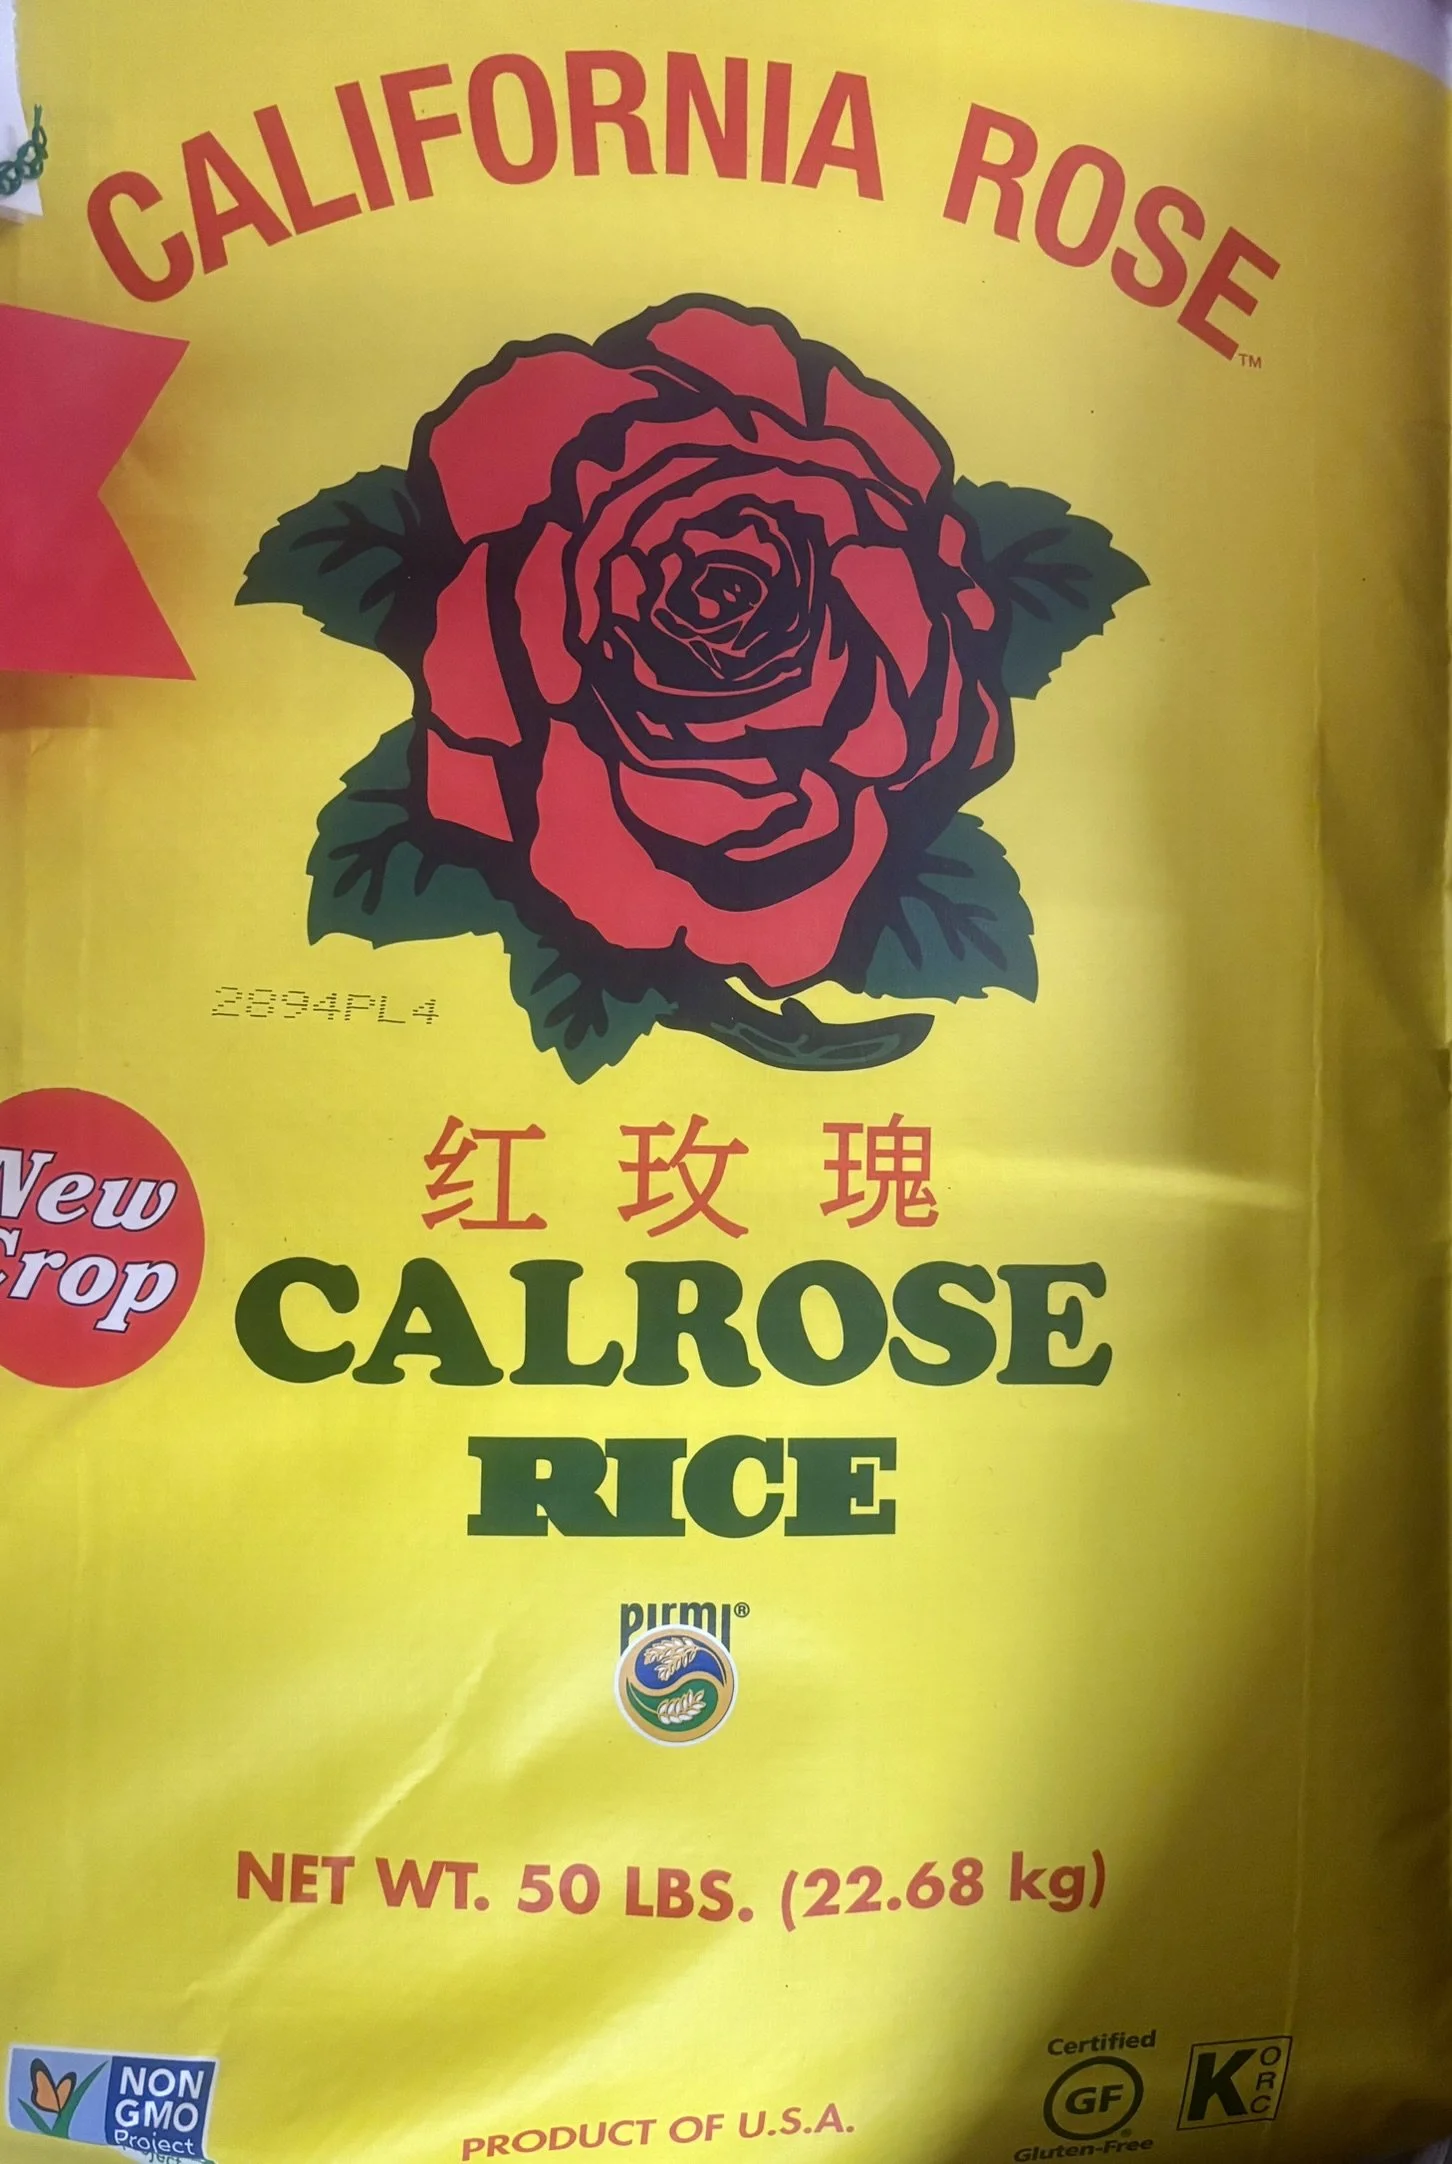 CALIFORNIA ROSE™
2894PL4
红玫瑰
New
Crop
CALROSE
RICE
pirmi®
NET WT. 50 LBS. (22.68 kg)
NON
GMO
Project
PRODUCT OF U.S.A.
Certified
GF
Gluten-Free
K ORC